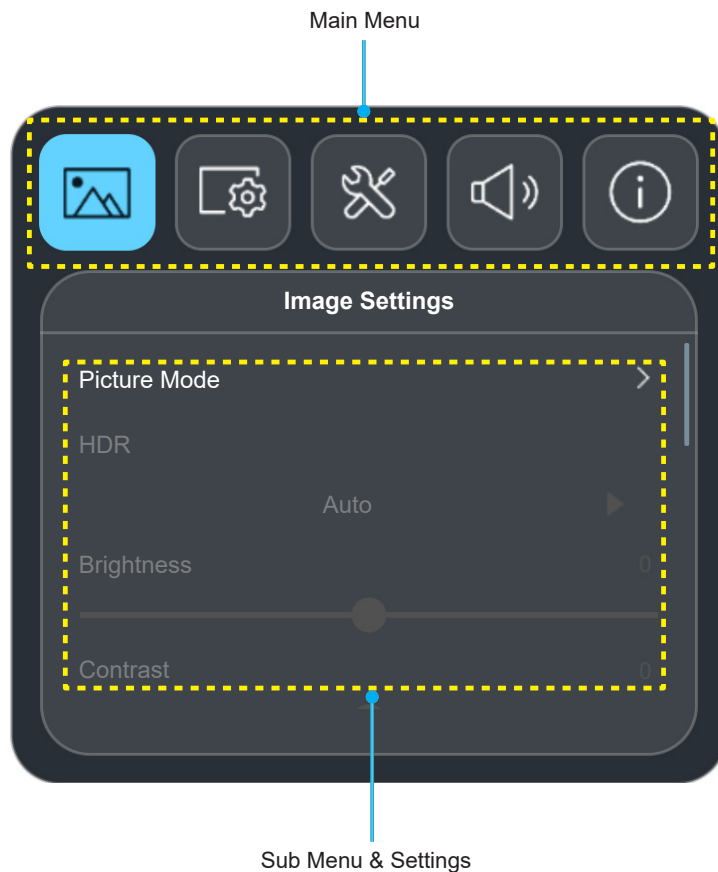 Main Menu
Image Settings
Picture Mode
HDR
Auto
Brightness 0
Contrast 0
Sub Menu & Settings